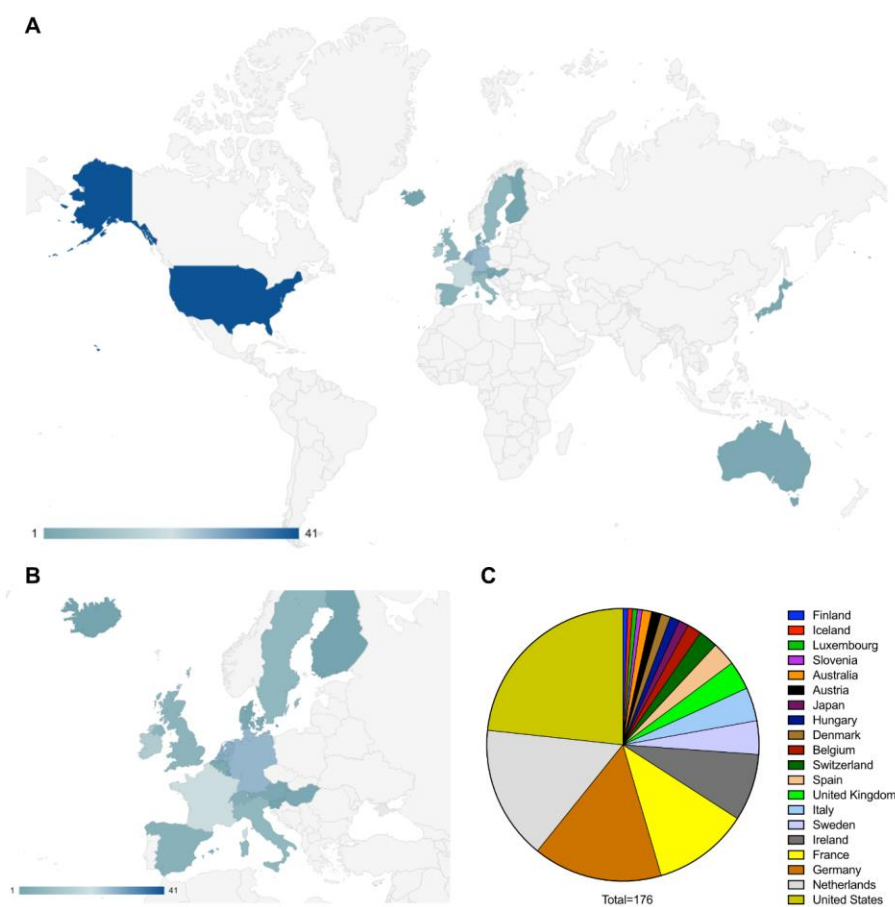 A
1 41
B
1 41
C
Total=176
Finland
Iceland
Luxembourg
Slovenia
Australia
Austria
Japan
Hungary
Denmark
Belgium
Switzerland
Spain
United Kingdom
Italy
Sweden
Ireland
France
Germany
Netherlands
United States